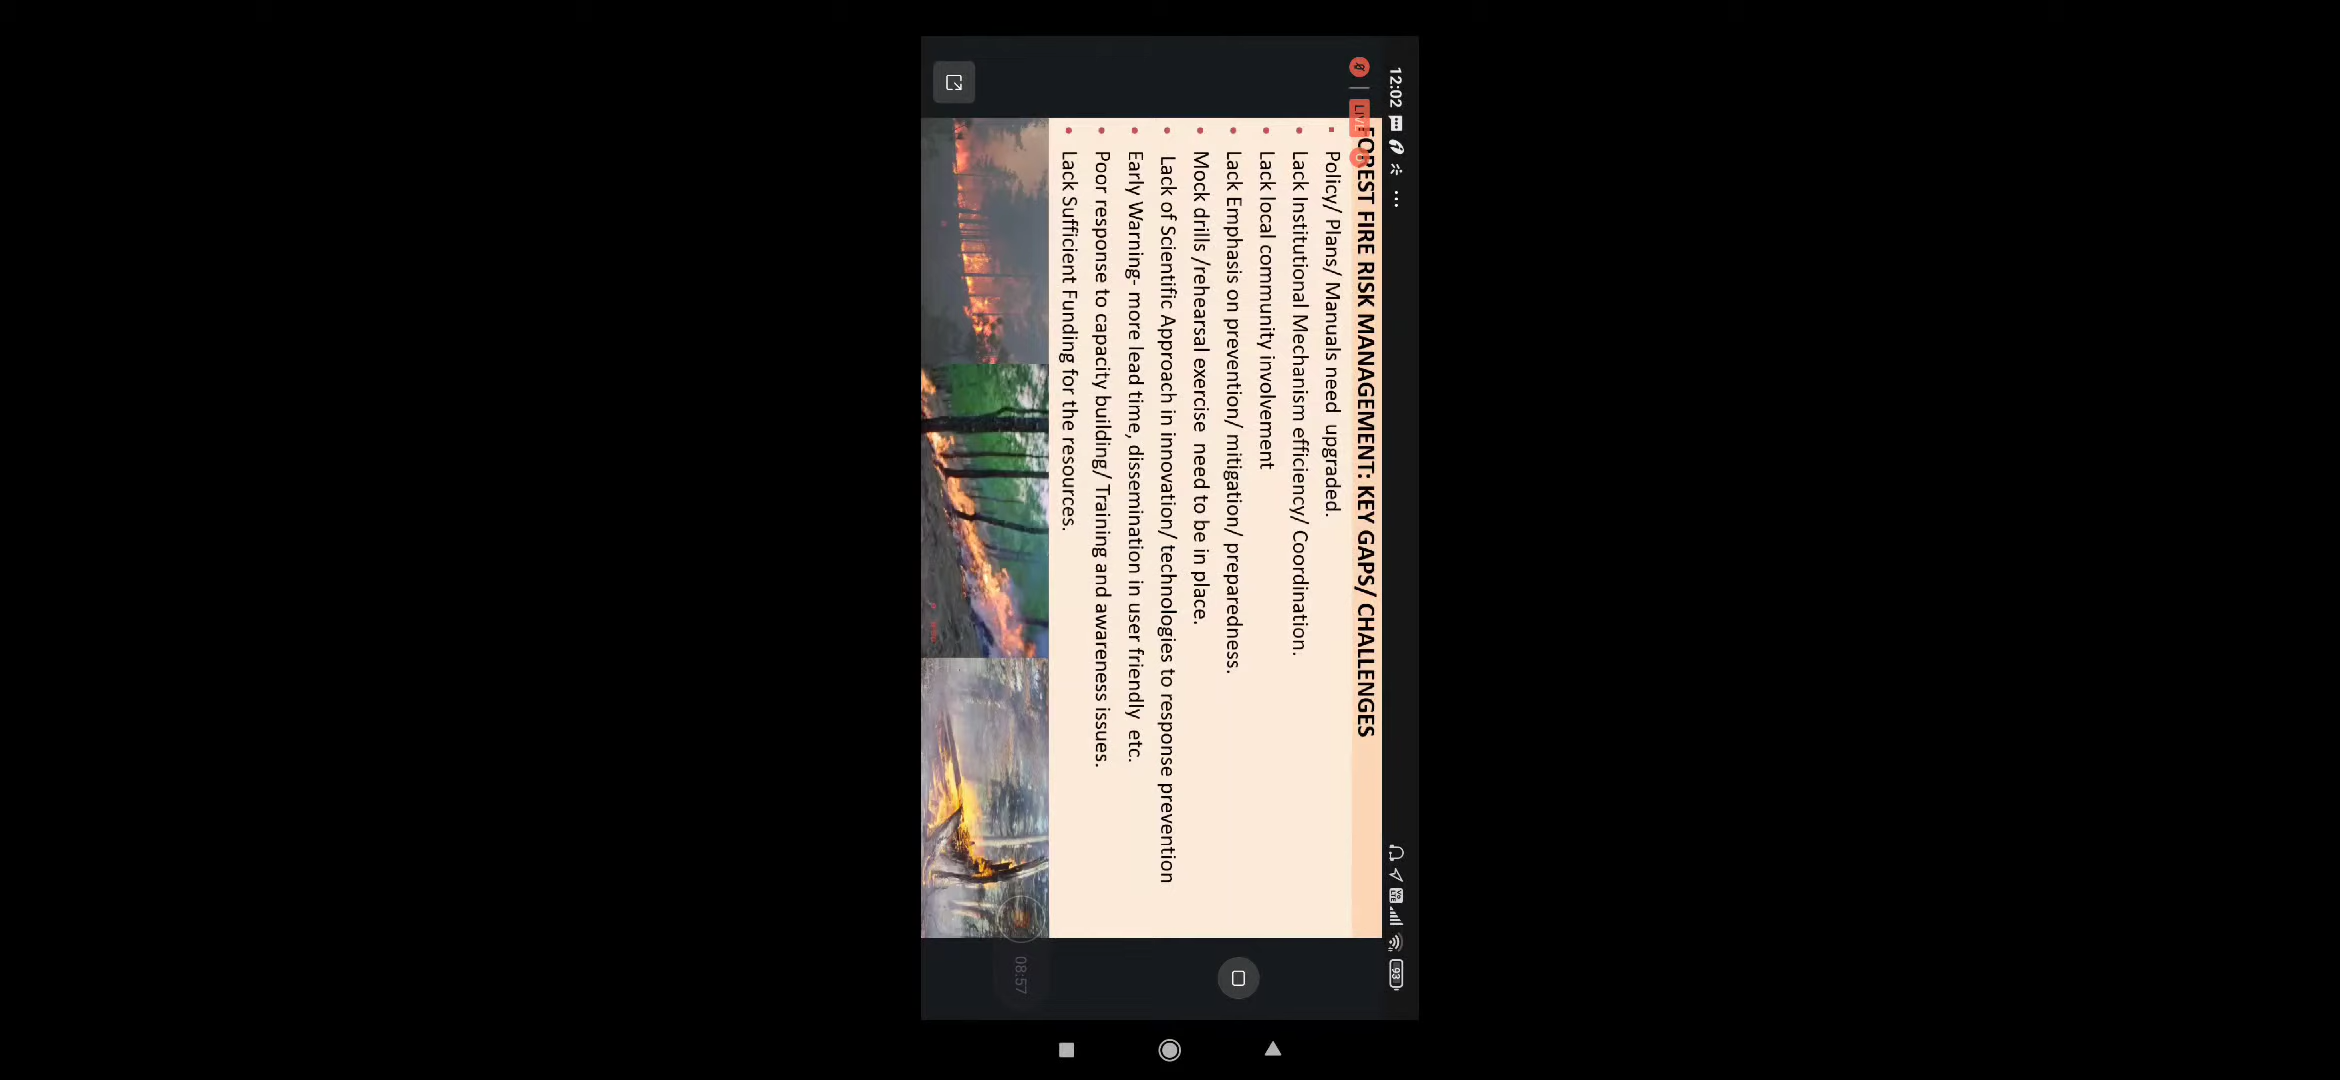 12:02
LIVE
FOREST FIRE RISK MANAGEMENT: KEY GAPS/ CHALLENGES
Policy/ Plans/ Manuals need upgraded.
Lack Institutional Mechanism efficiency/ Coordination.
Lack local community involvement
Lack Emphasis on prevention/ mitigation/ preparedness.
Mock drills /rehearsal exercise need to be in place.
Lack of Scientific Approach in innovation/ technologies to response prevention
Early Warning- more lead time, dissemination in user friendly etc.
Poor response to capacity building/ Training and awareness issues.
Lack Sufficient Funding for the resources.
93
08:57